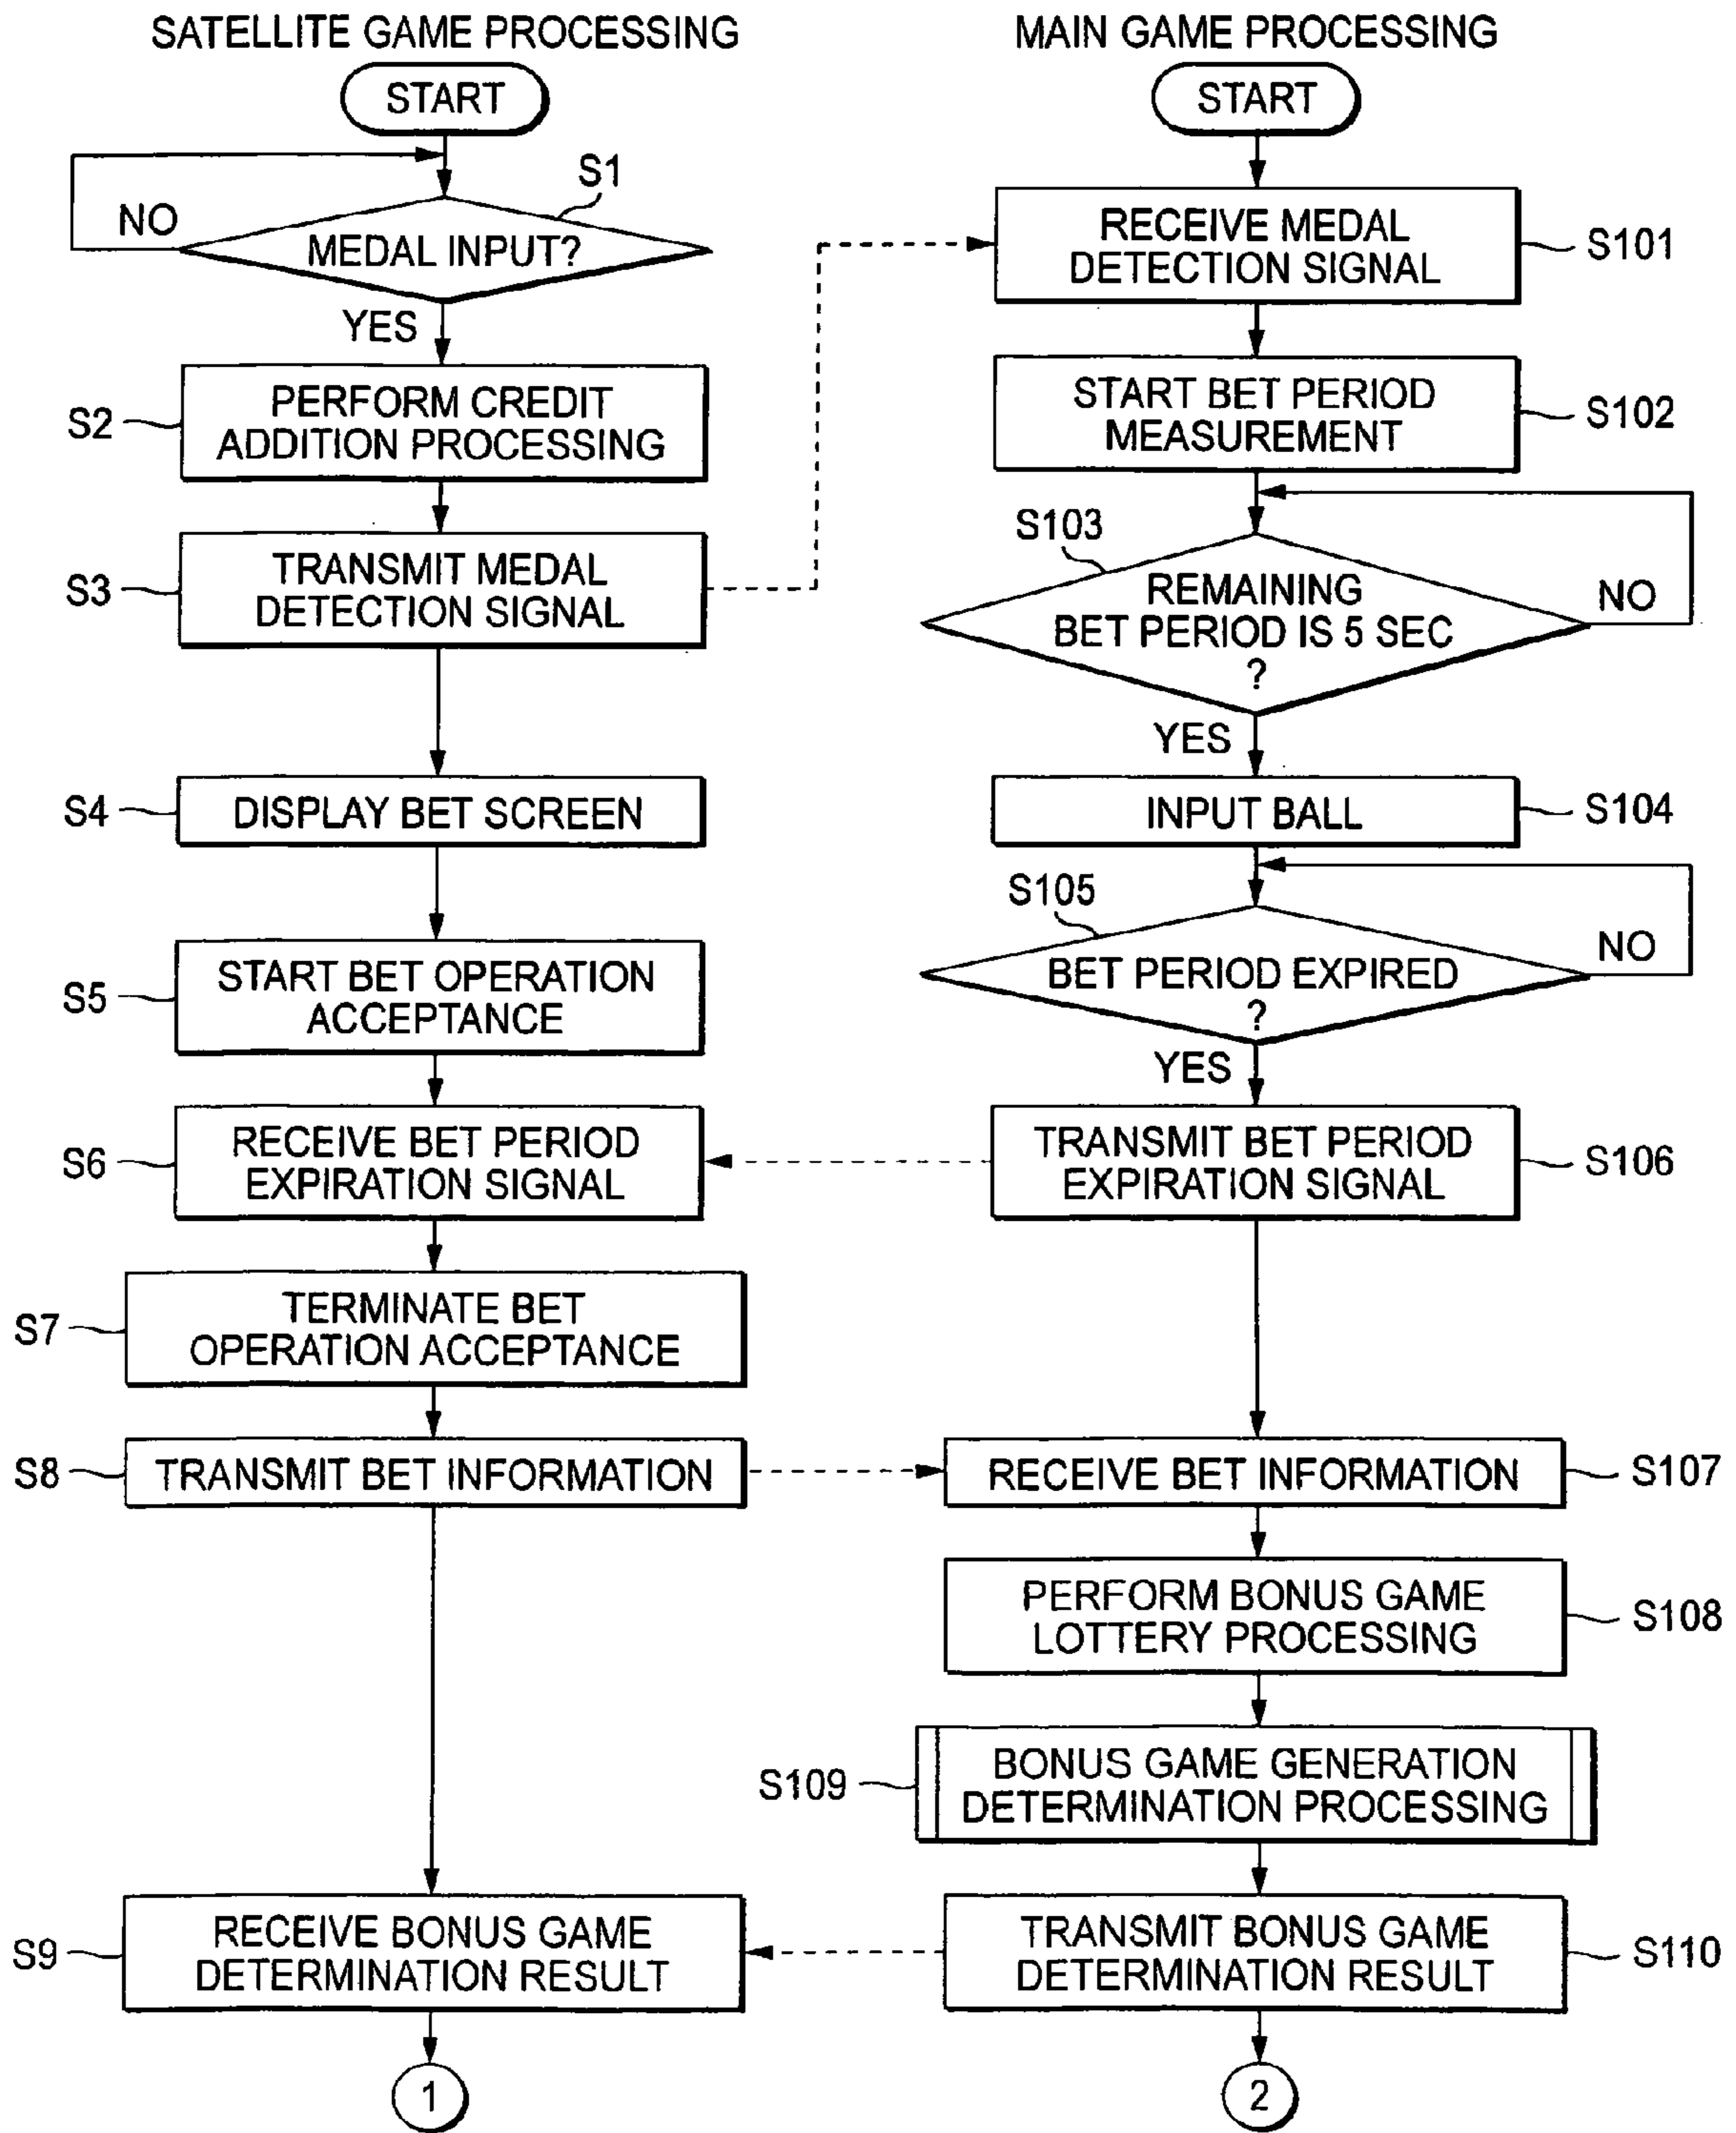 SATELLITE GAME PROCESSING
START
S1
NO
MEDAL INPUT?
YES
S2
PERFORM CREDIT
ADDITION PROCESSING
S3
TRANSMIT MEDAL
DETECTION SIGNAL
S4
DISPLAY BET SCREEN
S5
START BET OPERATION
ACCEPTANCE
S6
RECEIVE BET PERIOD
EXPIRATION SIGNAL
S7
TERMINATE BET
OPERATION ACCEPTANCE
S8
TRANSMIT BET INFORMATION
S9
RECEIVE BONUS GAME
DETERMINATION RESULT
1
MAIN GAME PROCESSING
START
RECEIVE MEDAL
DETECTION SIGNAL
S101
START BET PERIOD
MEASUREMENT
S102
S103
REMAINING
BET PERIOD IS 5 SEC
?
NO
YES
INPUT BALL
S104
S105
BET PERIOD EXPIRED
?
NO
YES
TRANSMIT BET PERIOD
EXPIRATION SIGNAL
S106
RECEIVE BET INFORMATION
S107
PERFORM BONUS GAME
LOTTERY PROCESSING
S108
S109
BONUS GAME GENERATION
DETERMINATION PROCESSING
TRANSMIT BONUS GAME
DETERMINATION RESULT
S110
2